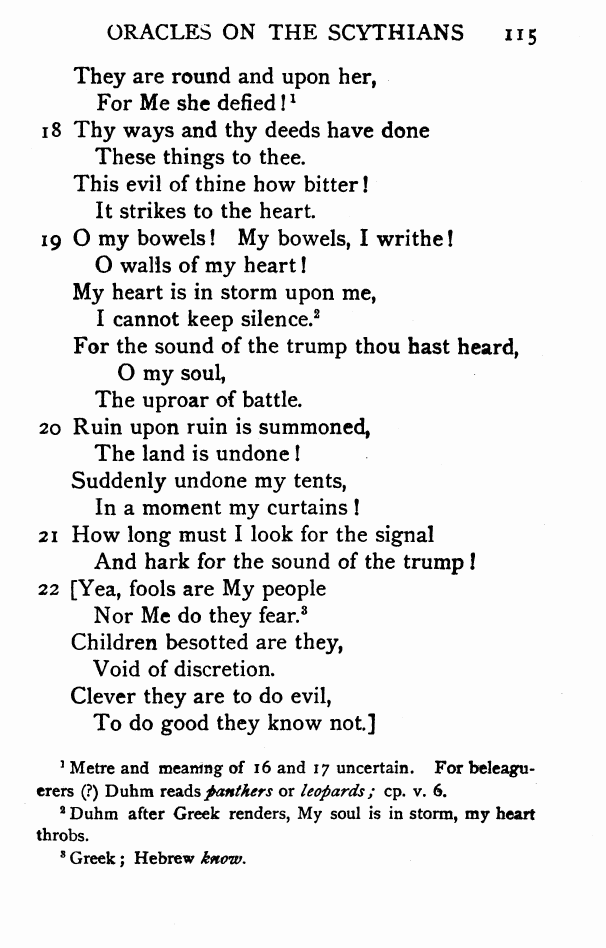 ORACLES ON THE SCYTHIANS 115
They are round and upon her,
For Me she defied!¹
18 Thy ways and thy deeds have done
These things to thee.
This evil of thine how bitter!
It strikes to the heart.
19 O my bowels! My bowels, I writhe!
O walls of my heart!
My heart is in storm upon me,
I cannot keep silence.²
For the sound of the trump thou hast heard,
O my soul,
The uproar of battle.
20 Ruin upon ruin is summoned,
The land is undone!
Suddenly undone my tents,
In a moment my curtains!
21 How long must I look for the signal
And hark for the sound of the trump!
22 [Yea, fools are My people
Nor Me do they fear.³
Children besotted are they,
Void of discretion.
Clever they are to do evil,
To do good they know not.]
¹ Metre and meaning of 16 and 17 uncertain. For beleagu-
erers (?) Duhm reads panthers or leopards; cp. v. 6.
² Duhm after Greek renders, My soul is in storm, my heart
throbs.
³ Greek; Hebrew know.